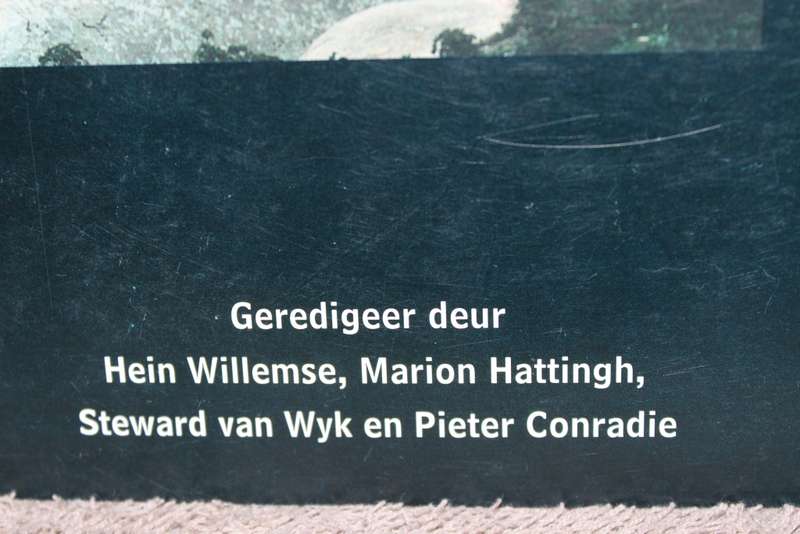 Geredigeer deur
Hein Willemse, Marion Hattingh,
Steward van Wyk en Pieter Conradie